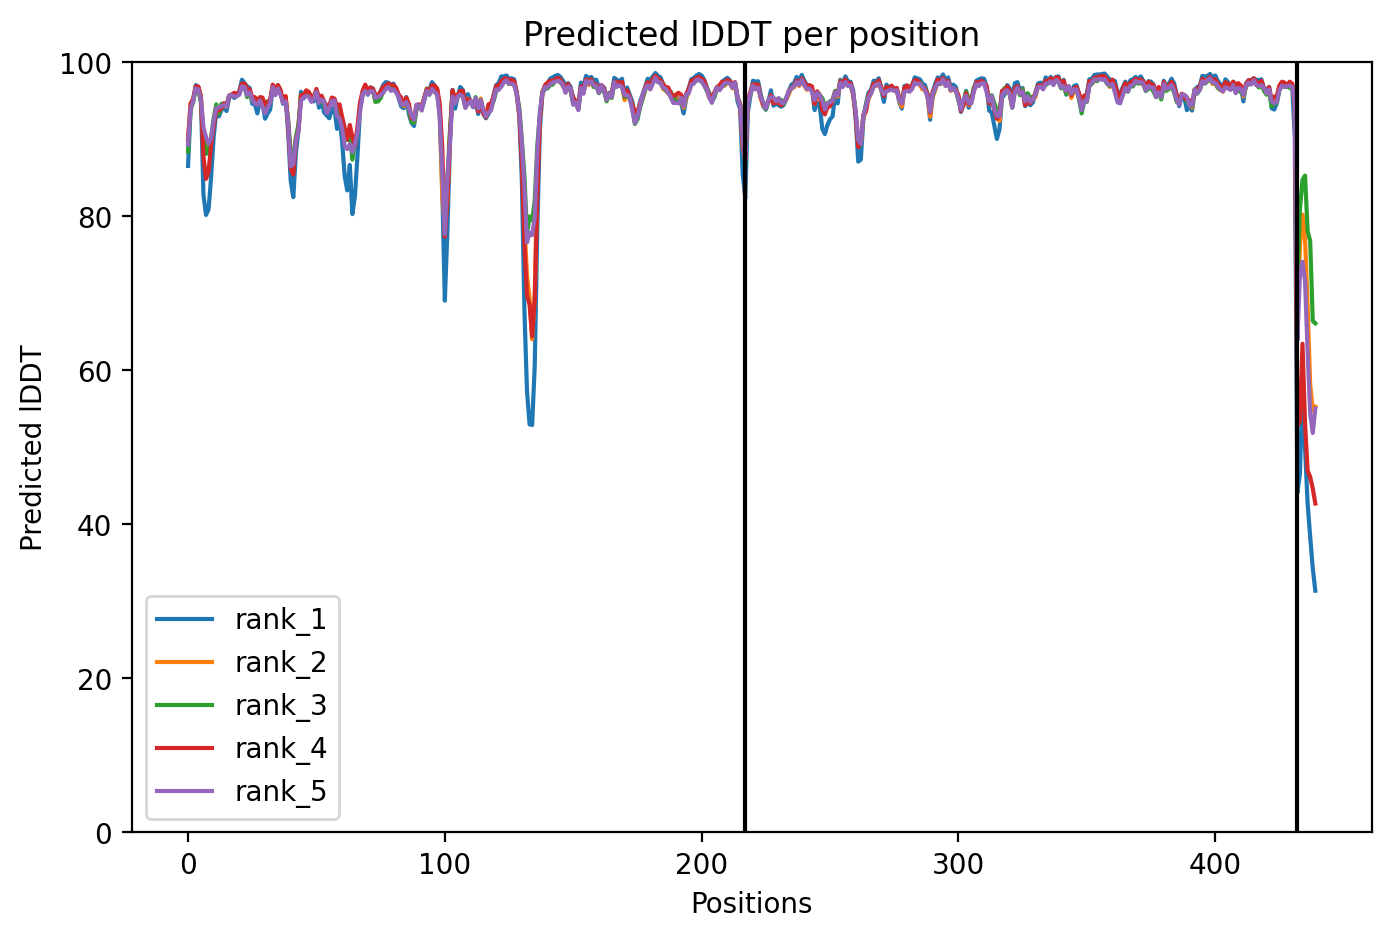 Predicted lDDT per position
100
80
60
40
20
0
Predicted lDDT
rank_1
rank_2
rank_3
rank_4
rank_5
0 100 200 300 400
Positions